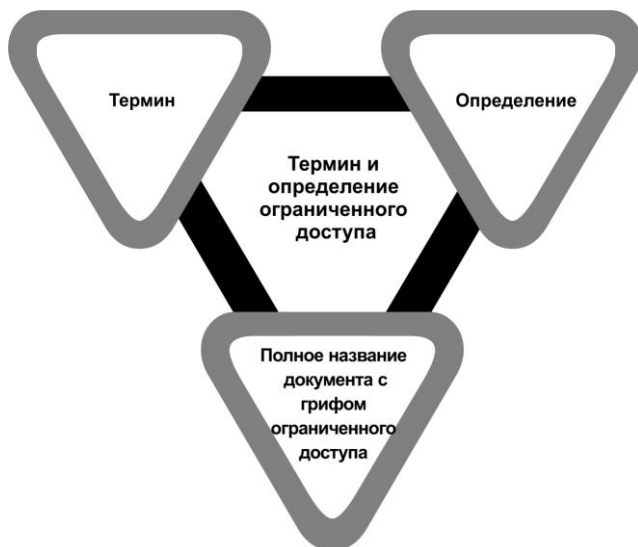 Термин
Определение
Термин и
определение
ограниченного
доступа
Полное название
документа с
грифом
ограниченного
доступа